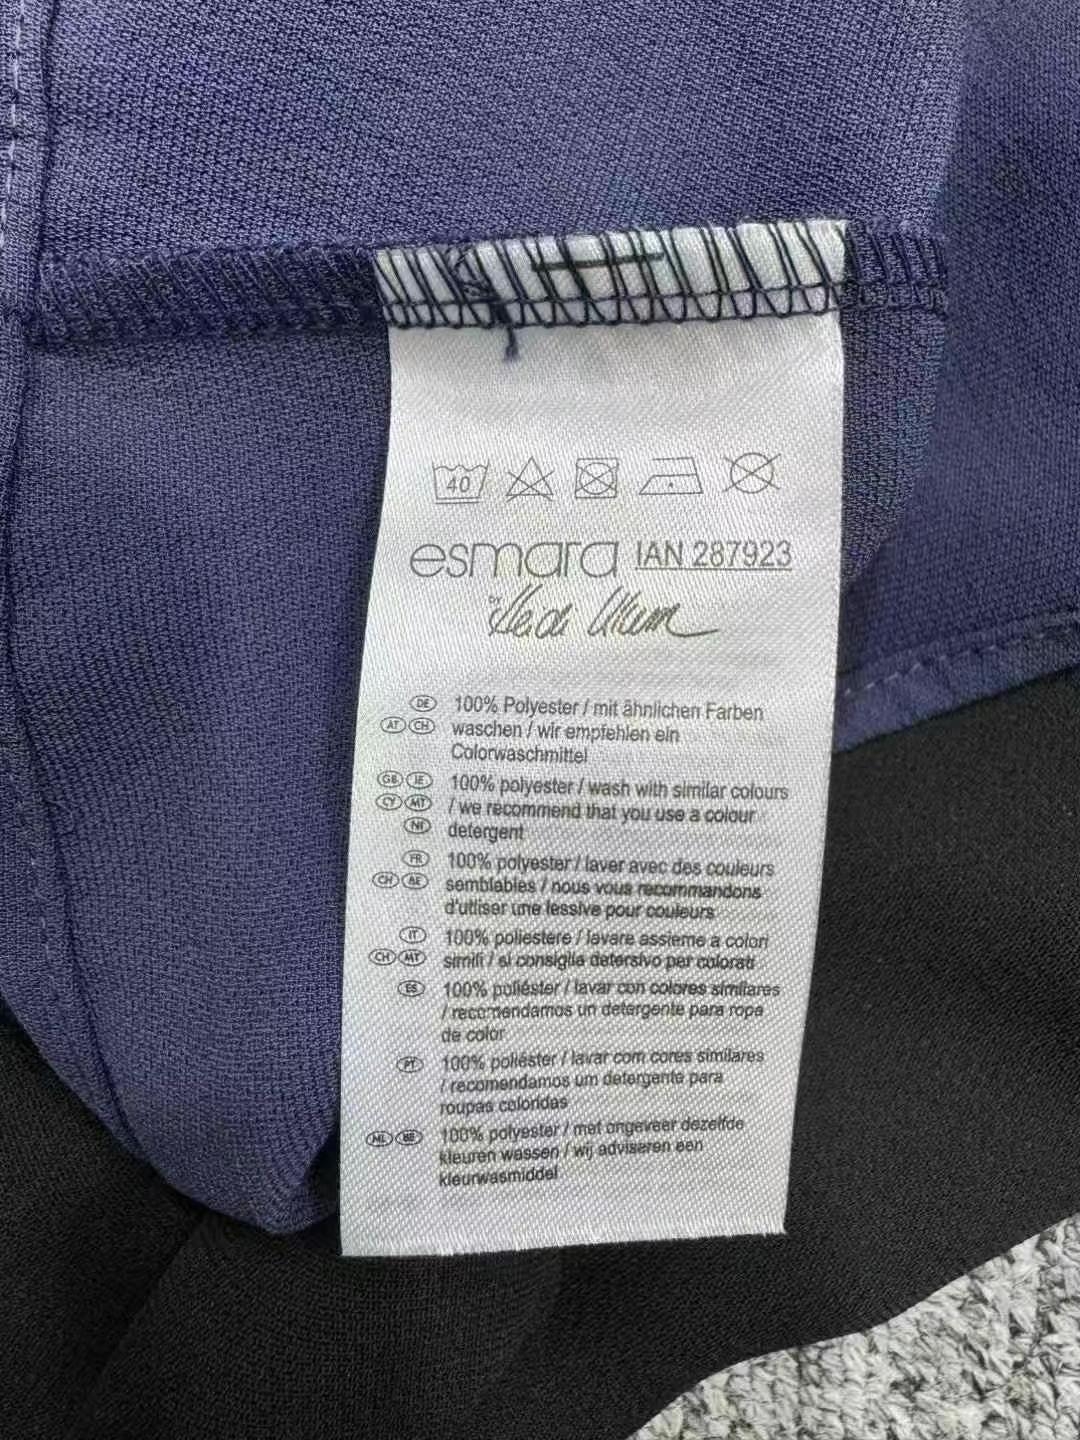 40
esmara IAN 287923
by Heidi Klum
DE 100% Polyester / mit ähnlichen Farben
AT CH waschen / wir empfehlen ein
Colorwaschmittel
GB IE 100% polyester / wash with similar colours
CY MT / we recommend that you use a colour
NI detergent
FR 100% polyester / laver avec des couleurs
CH BE semblables / nous vous recommandons
d'utiliser une lessive pour couleurs
IT 100% poliestere / lavare assieme a colori
CH MT simili / si consiglia detersivo per colorati
ES 100% poliéster / lavar con colores similares
/ recomendamos un detergente para ropa
de color
PT 100% poliéster / lavar com cores similares
/ recomendamos um detergente para
roupas coloridas
NL BE 100% polyester / met ongeveer dezelfde
kleuren wassen / wij adviseren een
kleurwasmiddel